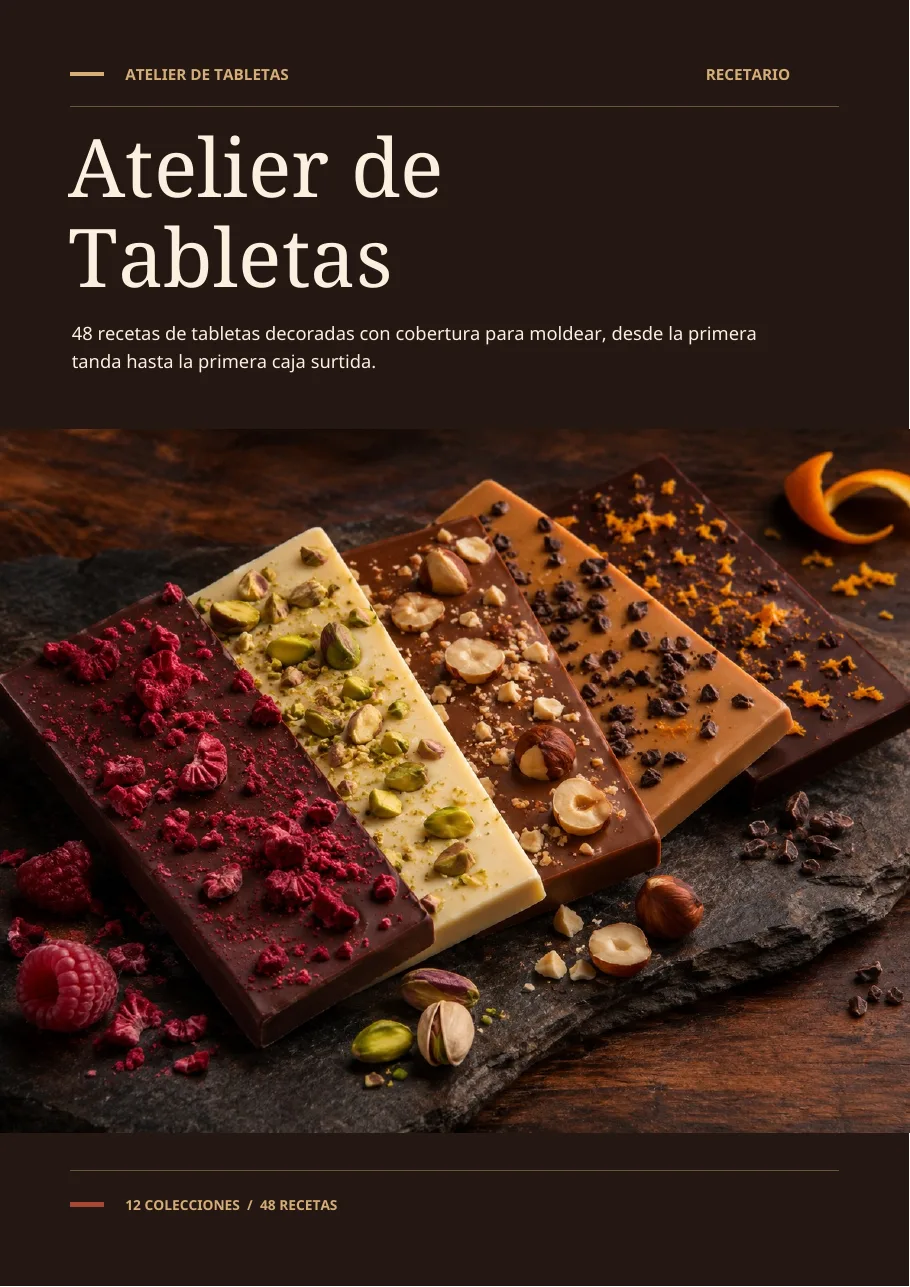 ATELIER DE TABLETAS
RECETARIO
Atelier de
Tabletas
48 recetas de tabletas decoradas con cobertura para moldear, desde la primera
tanda hasta la primera caja surtida.
12 COLECCIONES / 48 RECETAS